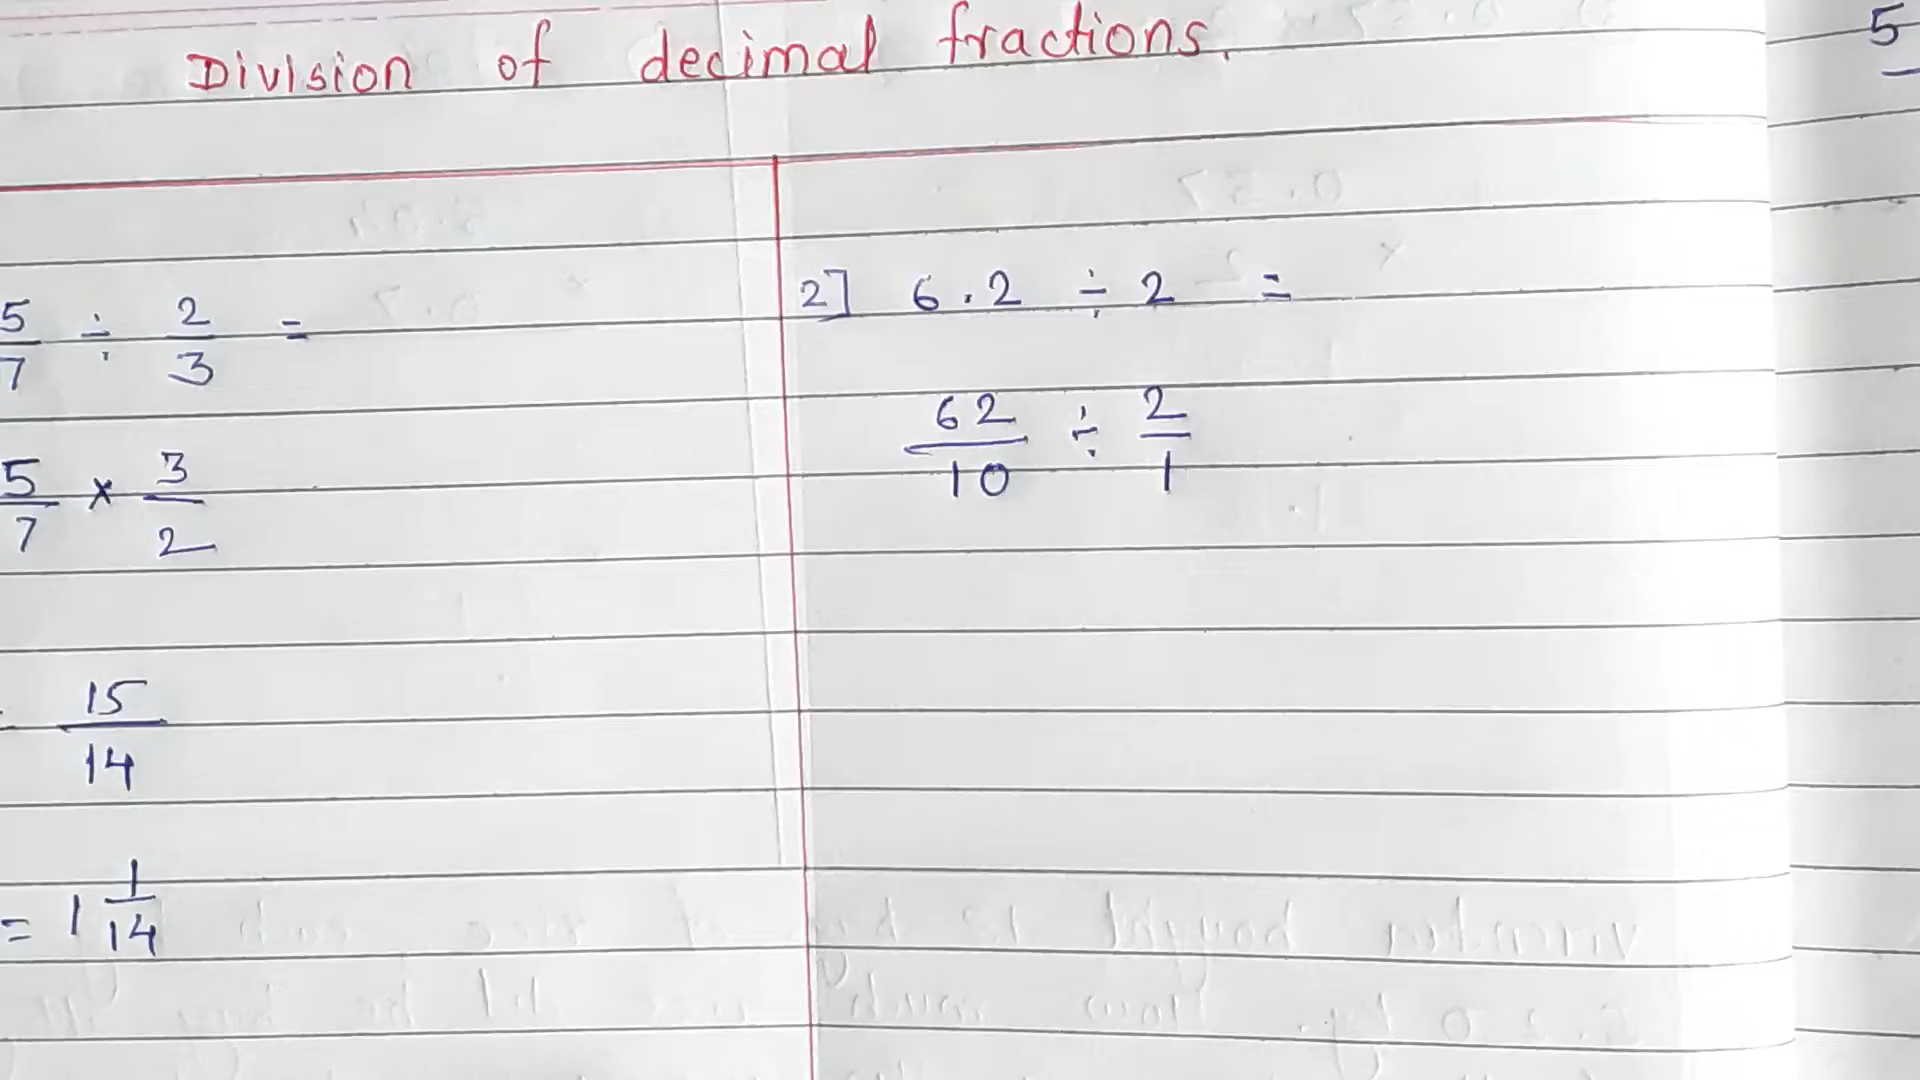 Division of decimal fractions.
5/7 ÷ 2/3 =
5/7 × 3/2
= 15/14
= 1 1/14
2] 6.2 ÷ 2 =
62/10 ÷ 2/1
5